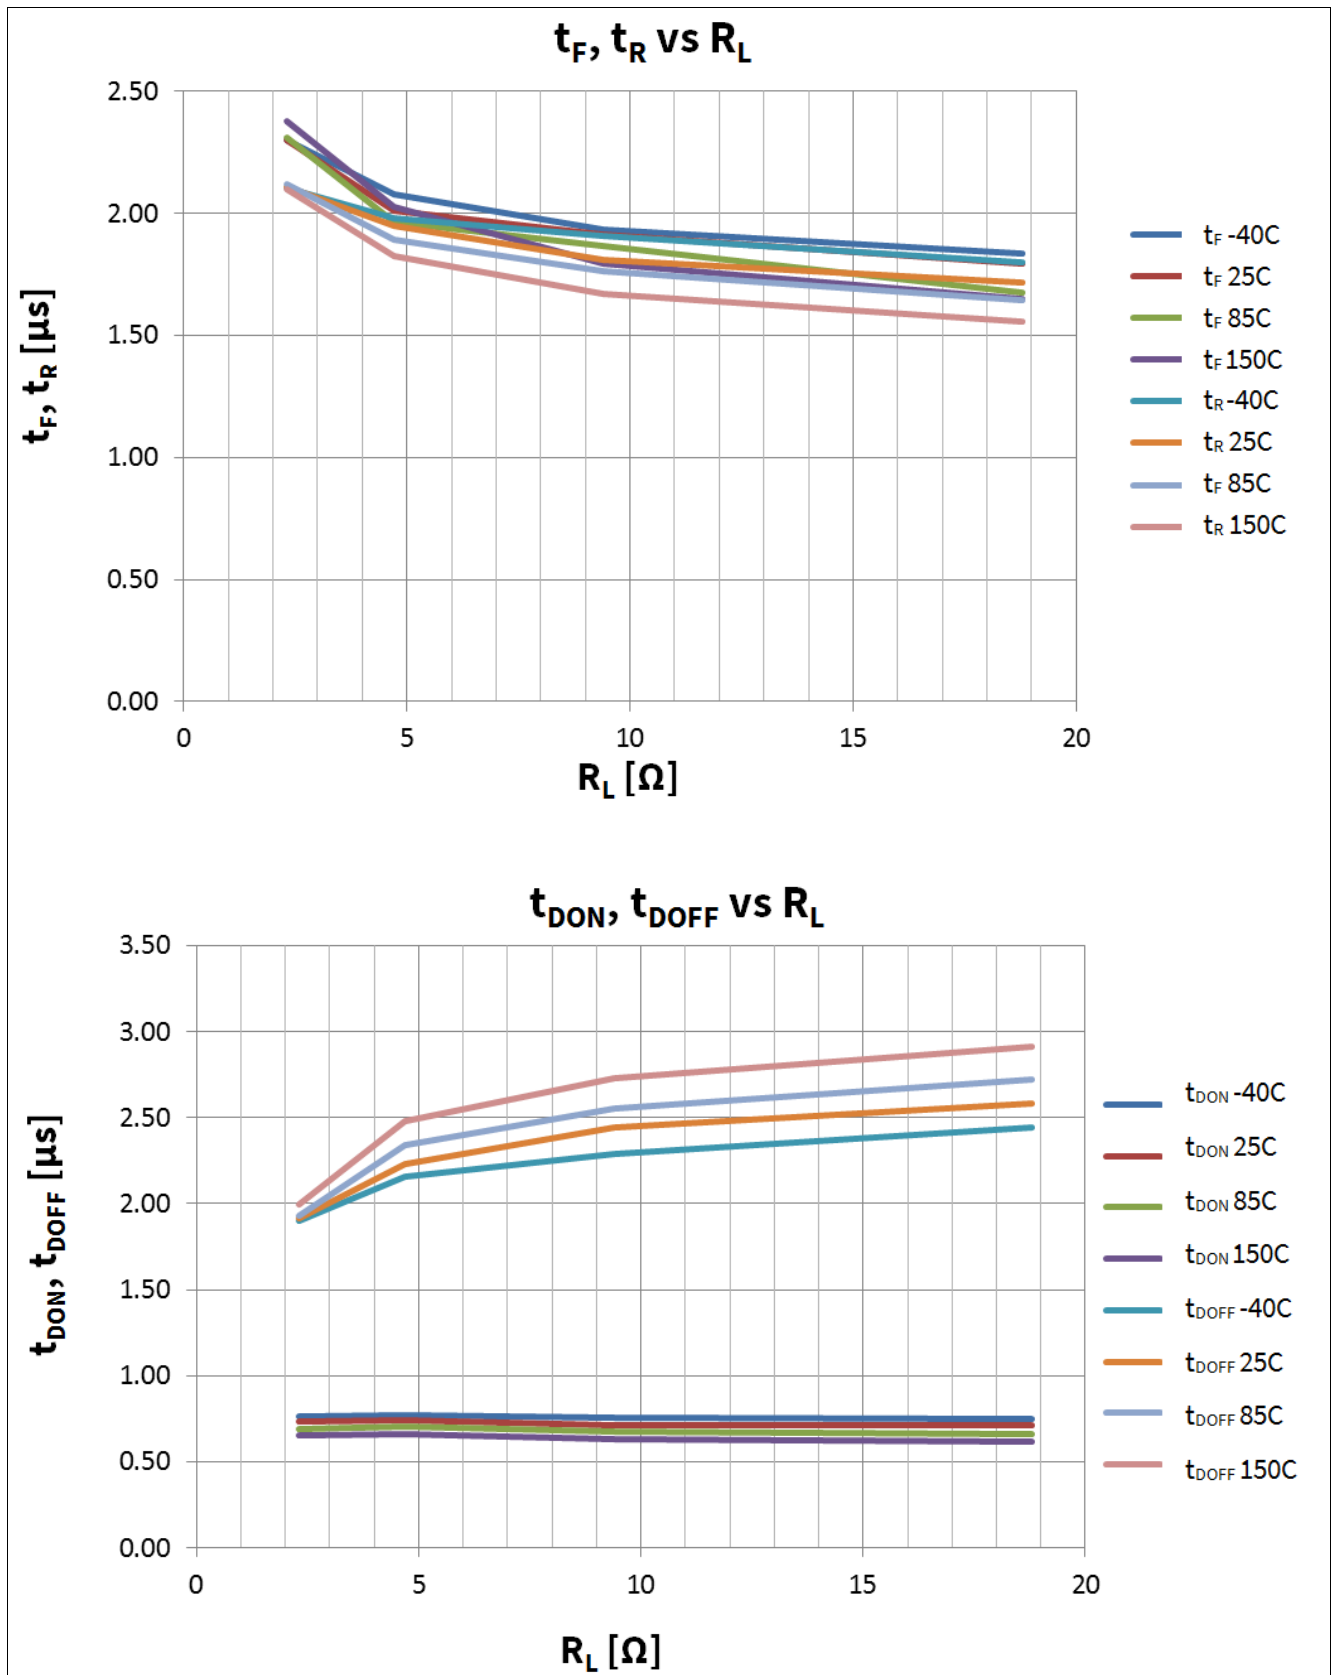 tF, tR vs RL
2.50
2.00
1.50
1.00
0.50
0.00
tF, tR [µs]
0 5 10 15 20
RL [Ω]
tF -40C
tF 25C
tF 85C
tF 150C
tR -40C
tR 25C
tF 85C
tR 150C
tDON, tDOFF vs RL
3.50
3.00
2.50
2.00
1.50
1.00
0.50
0.00
tDON, tDOFF [µs]
0 5 10 15 20
RL [Ω]
tDON -40C
tDON 25C
tDON 85C
tDON 150C
tDOFF -40C
tDOFF 25C
tDOFF 85C
tDOFF 150C